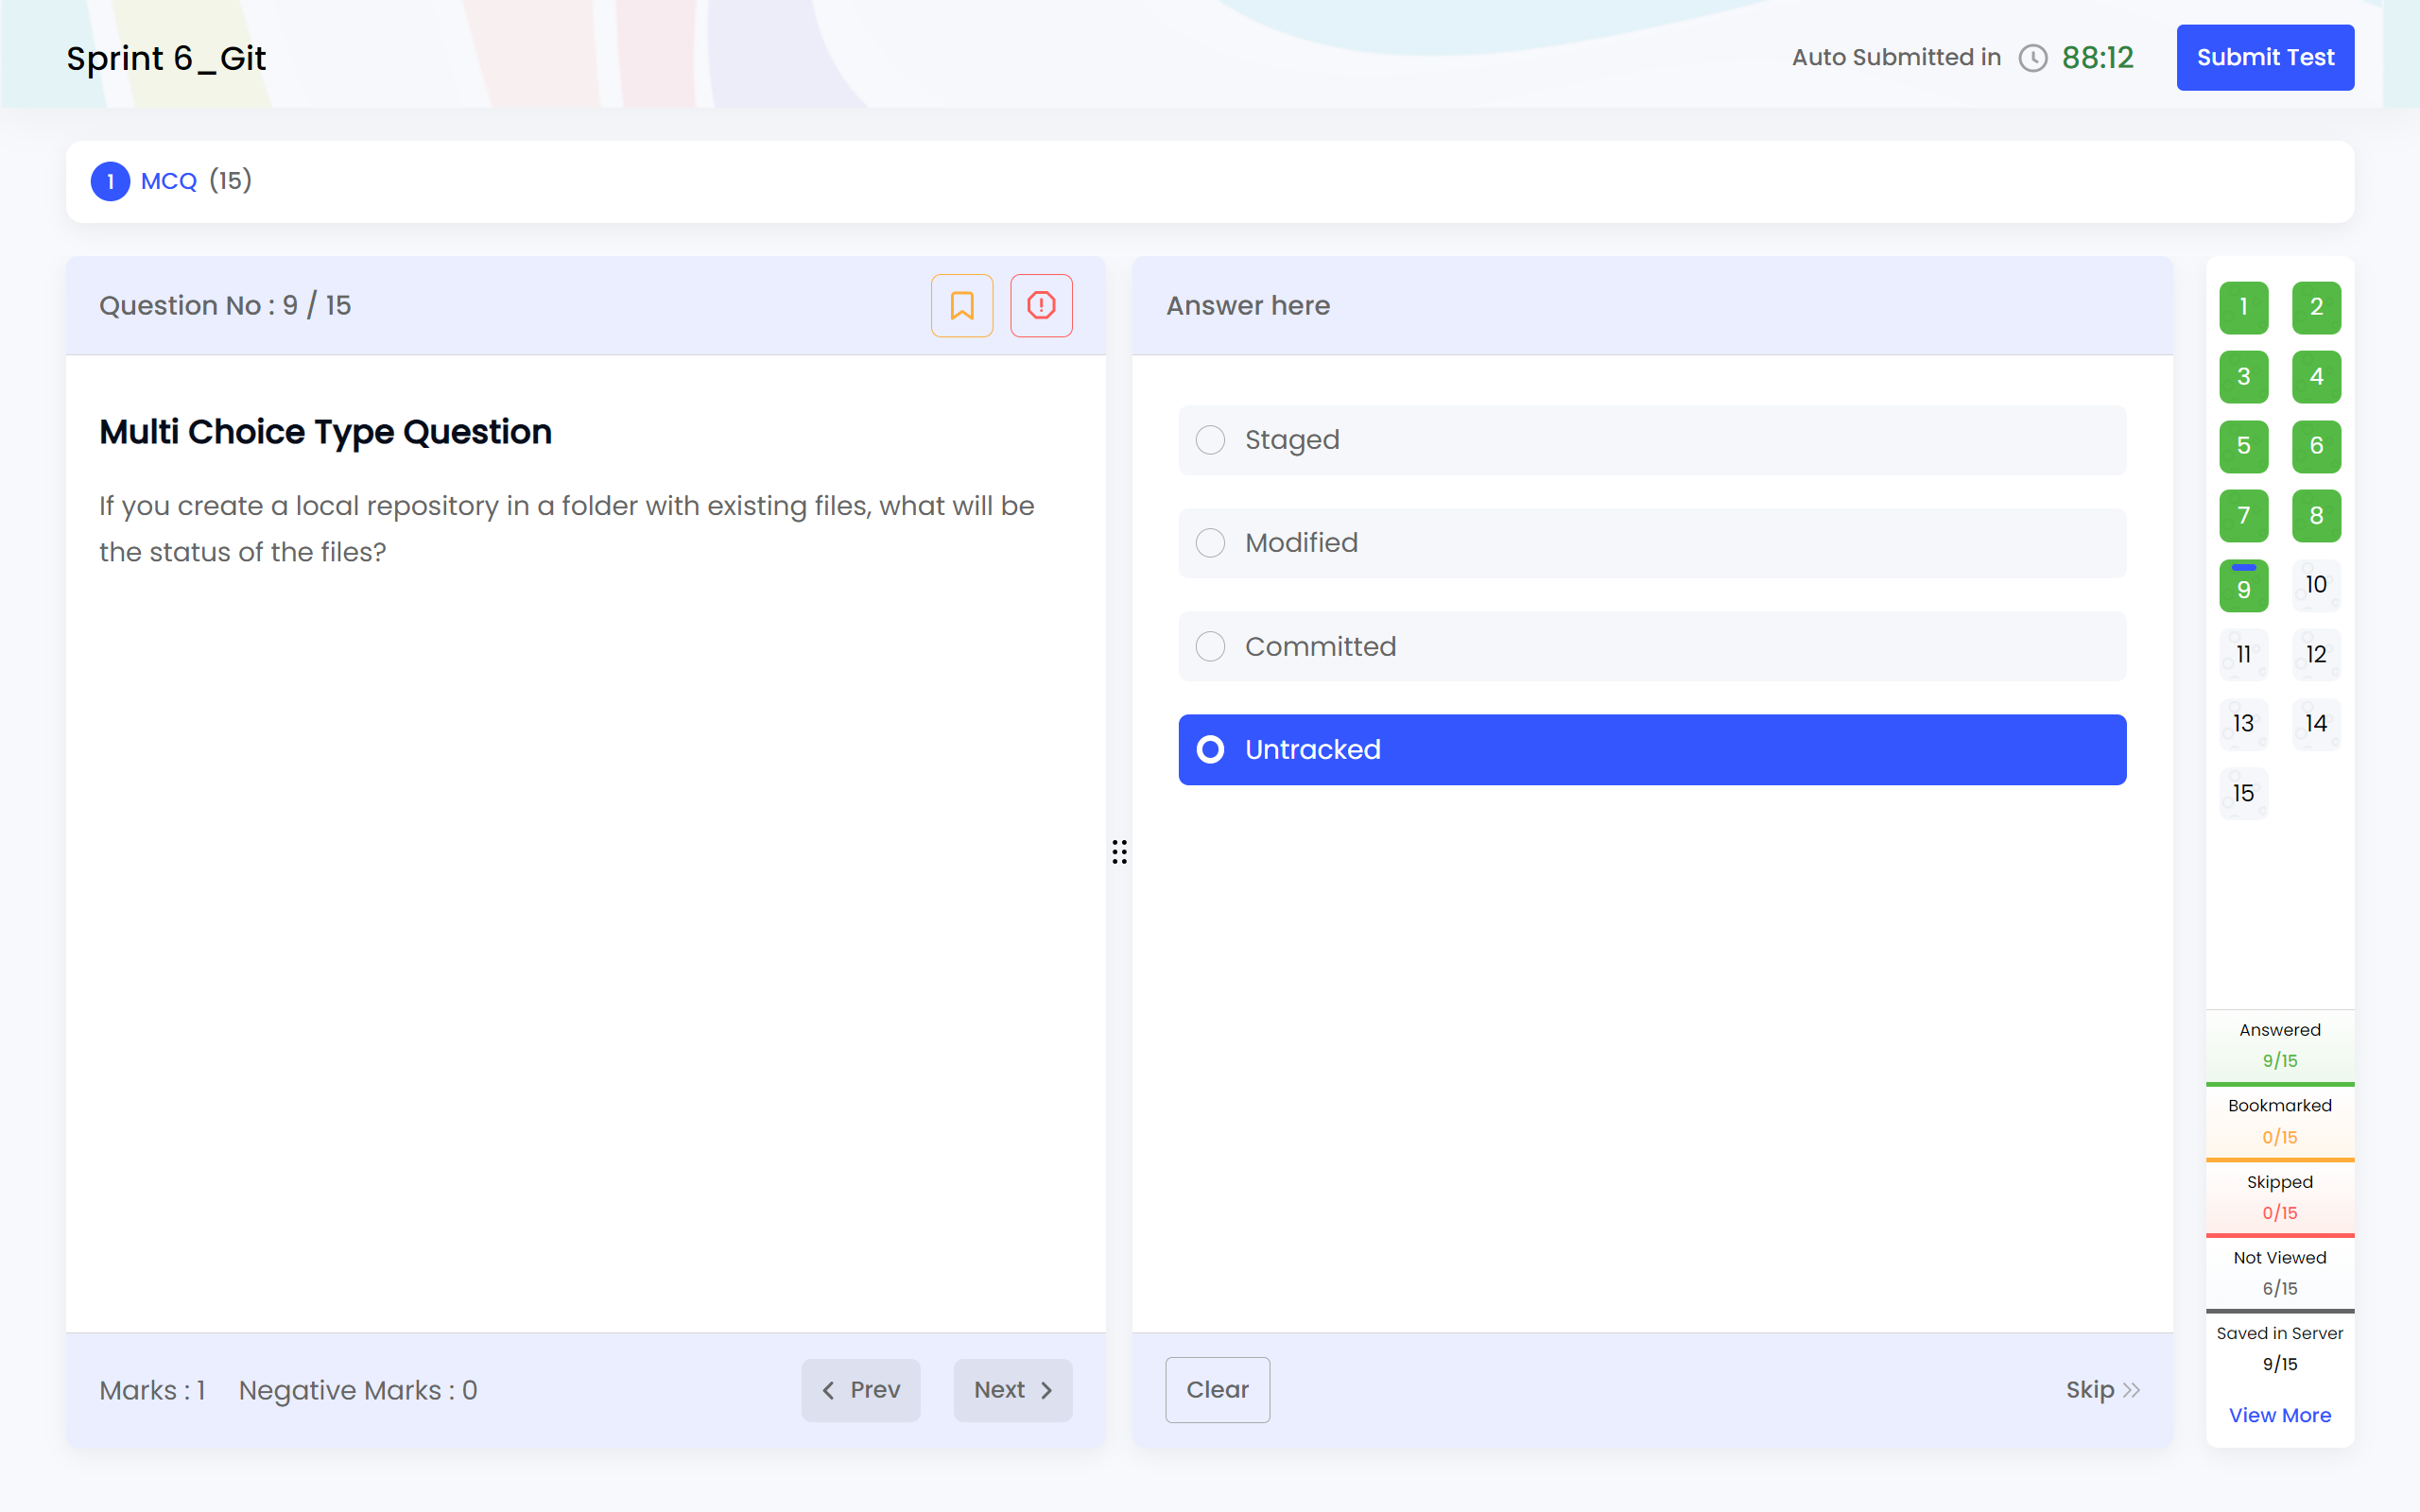 Sprint 6_Git
Auto Submitted in 88:12
Submit Test
1 MCQ (15)
Question No : 9 / 15
Multi Choice Type Question
If you create a local repository in a folder with existing files, what will be
the status of the files?
Marks : 1 Negative Marks : 0
Prev
Next
Answer here
Staged
Modified
Committed
Untracked
Clear
Skip
1 2
3 4
5 6
7 8
9 10
11 12
13 14
15
Answered
9/15
Bookmarked
0/15
Skipped
0/15
Not Viewed
6/15
Saved in Server
9/15
View More